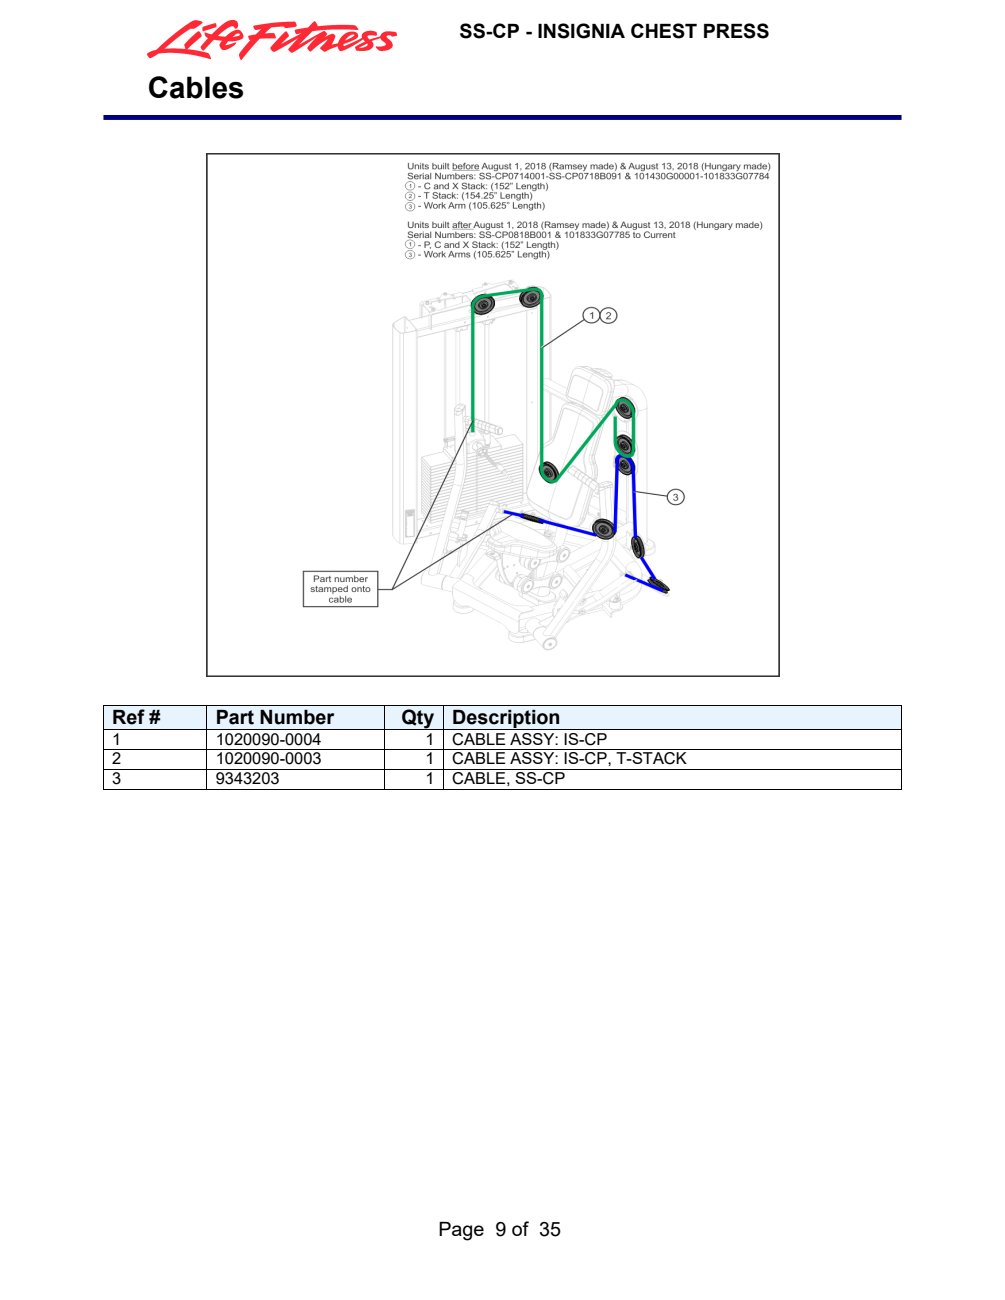 Life Fitness
SS-CP - INSIGNIA CHEST PRESS
Cables
Units built before August 1, 2018 (Ramsey made) & August 13, 2018 (Hungary made)
Serial Numbers: SS-CP0714001-SS-CP0718B091 & 101430G00001-101833G07784
1 - C and X Stack: (152" Length)
2 - T Stack: (154.25" Length)
3 - Work Arm (105.625" Length)
Units built after August 1, 2018 (Ramsey made) & August 13, 2018 (Hungary made)
Serial Numbers: SS-CP0818B001 & 101833G07785 to Current
1 - P, C and X Stack: (152" Length)
3 - Work Arms (105.625" Length)
1 2
3
Part number
stamped onto
cable
Ref # Part Number Qty Description
1 1020090-0004 1 CABLE ASSY: IS-CP
2 1020090-0003 1 CABLE ASSY: IS-CP, T-STACK
3 9343203 1 CABLE, SS-CP
Page 9 of 35